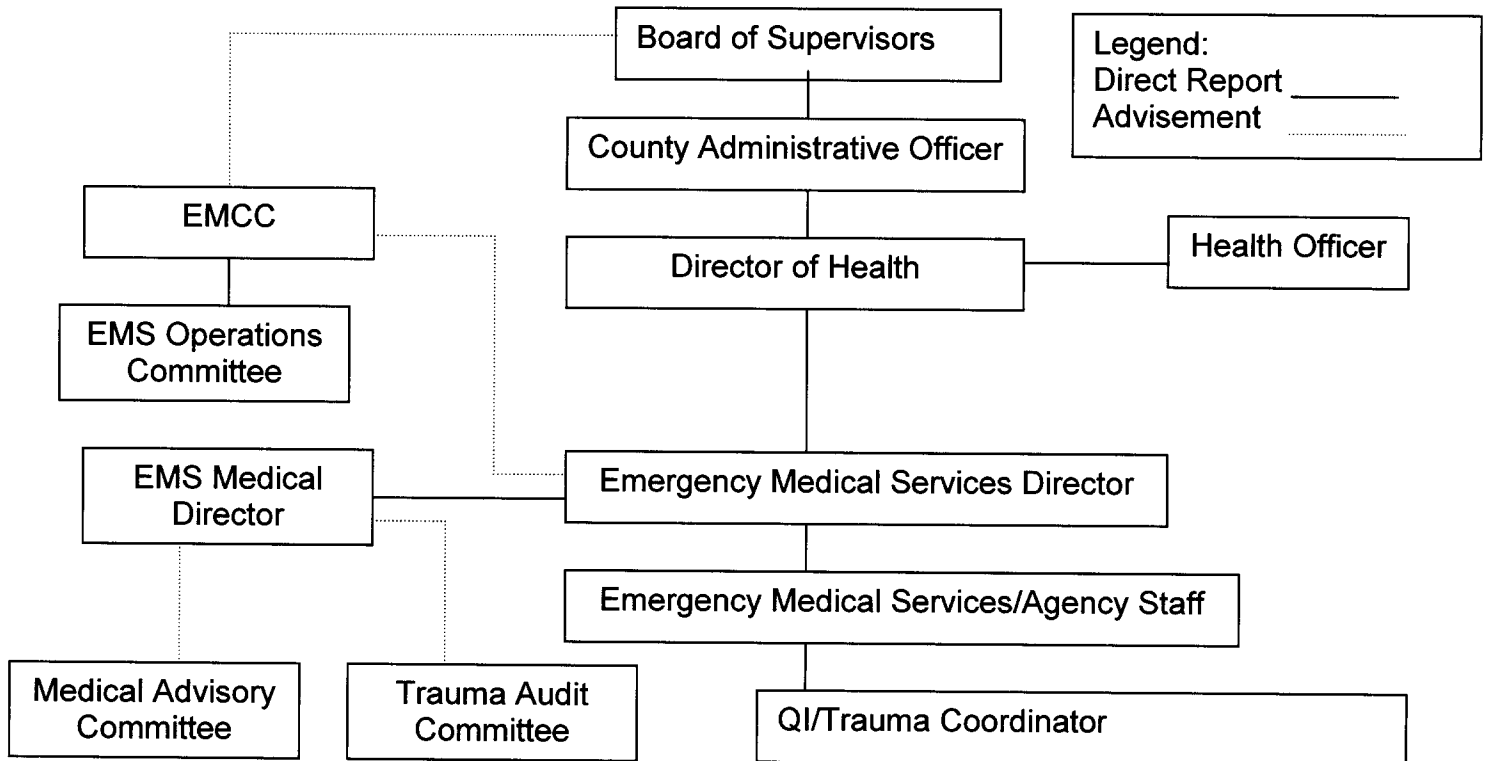 Board of Supervisors
Legend:
Direct Report
Advisement
County Administrative Officer
EMCC
Director of Health
Health Officer
EMS Operations
Committee
EMS Medical
Director
Emergency Medical Services Director
Emergency Medical Services/Agency Staff
Medical Advisory
Committee
Trauma Audit
Committee
QI/Trauma Coordinator